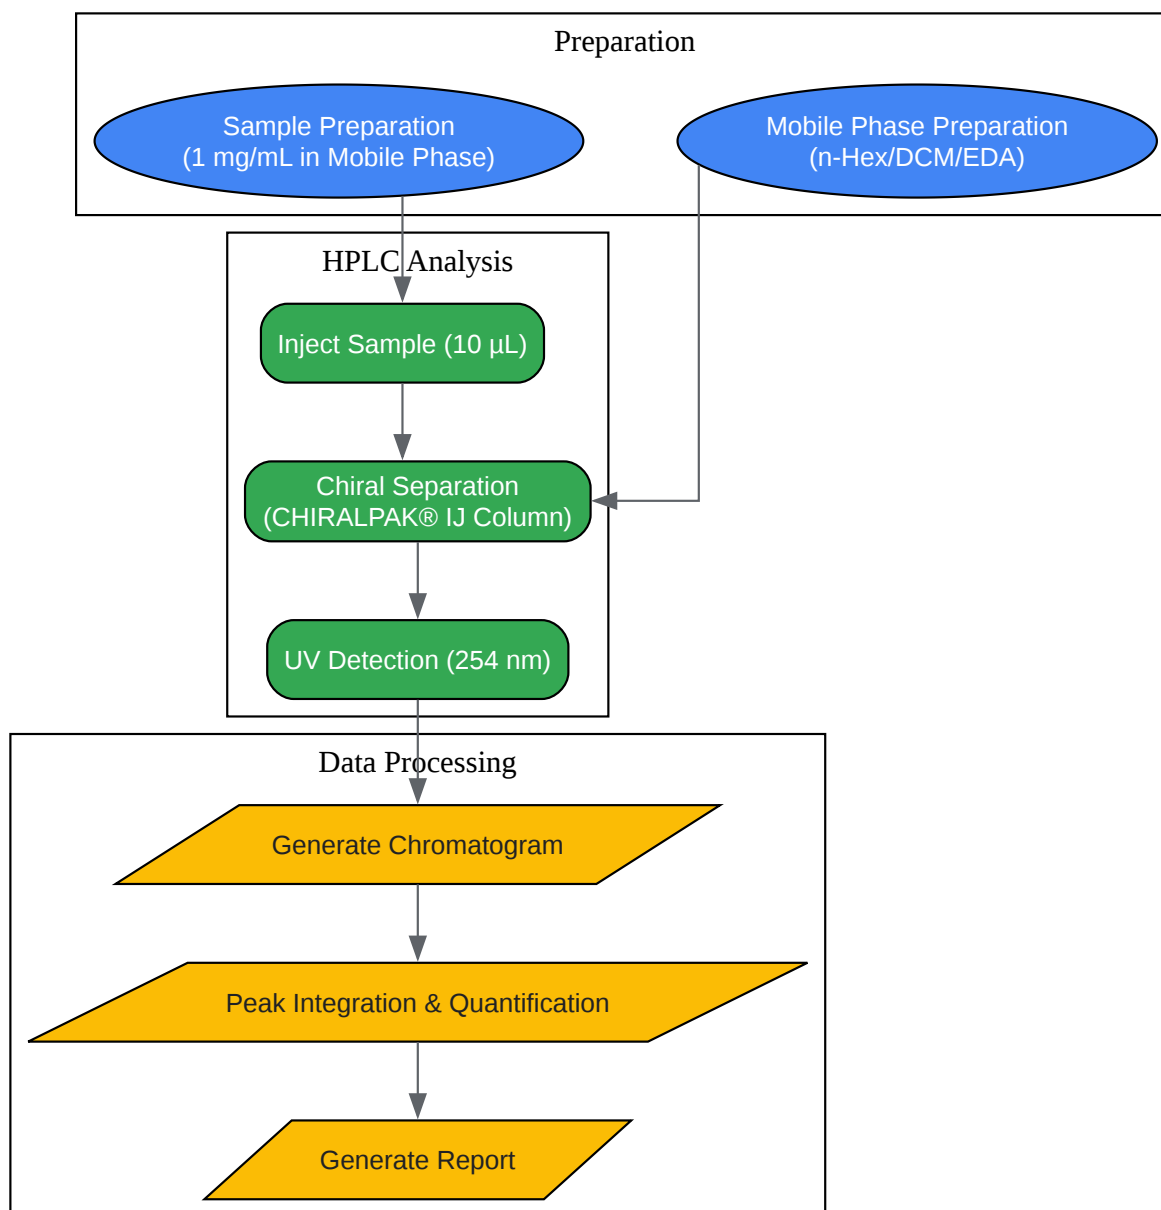 Preparation
Sample Preparation
(1 mg/mL in Mobile Phase)
Mobile Phase Preparation
(n-Hex/DCM/EDA)
HPLC Analysis
Inject Sample (10 µL)
Chiral Separation
(CHIRALPAK® IJ Column)
UV Detection (254 nm)
Data Processing
Generate Chromatogram
Peak Integration & Quantification
Generate Report